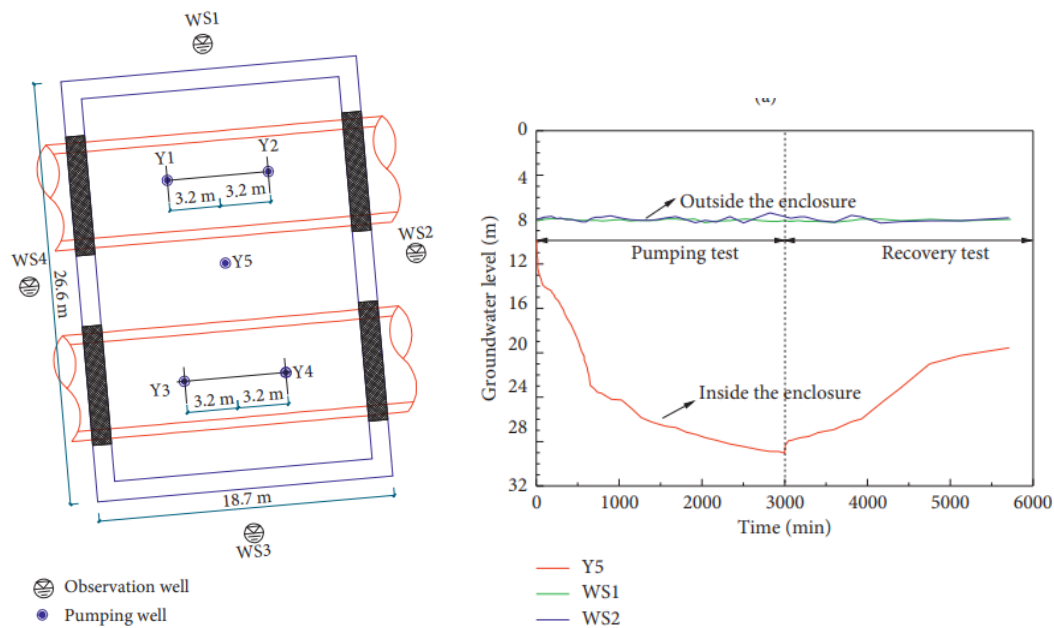 WS1
Y1
Y2
3.2 m
3.2 m
WS2
WS4
Y5
26.6 m
Y3
Y4
3.2 m
3.2 m
18.7 m
WS3
Observation well
Pumping well
(a)
Groundwater level (m)
0
4
8
12
16
20
24
28
32
Outside the enclosure
Pumping test
Recovery test
Inside the enclosure
0
1000
2000
3000
4000
5000
6000
Time (min)
Y5
WS1
WS2